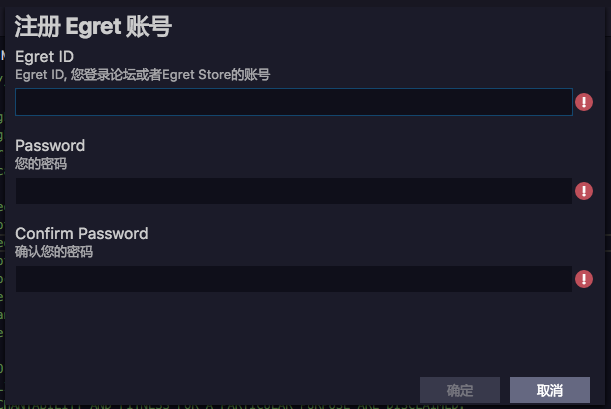 注册 Egret 账号
Egret ID
Egret ID, 您登录论坛或者Egret Store的账号
Password
您的密码
Confirm Password
确认您的密码
确定
取消